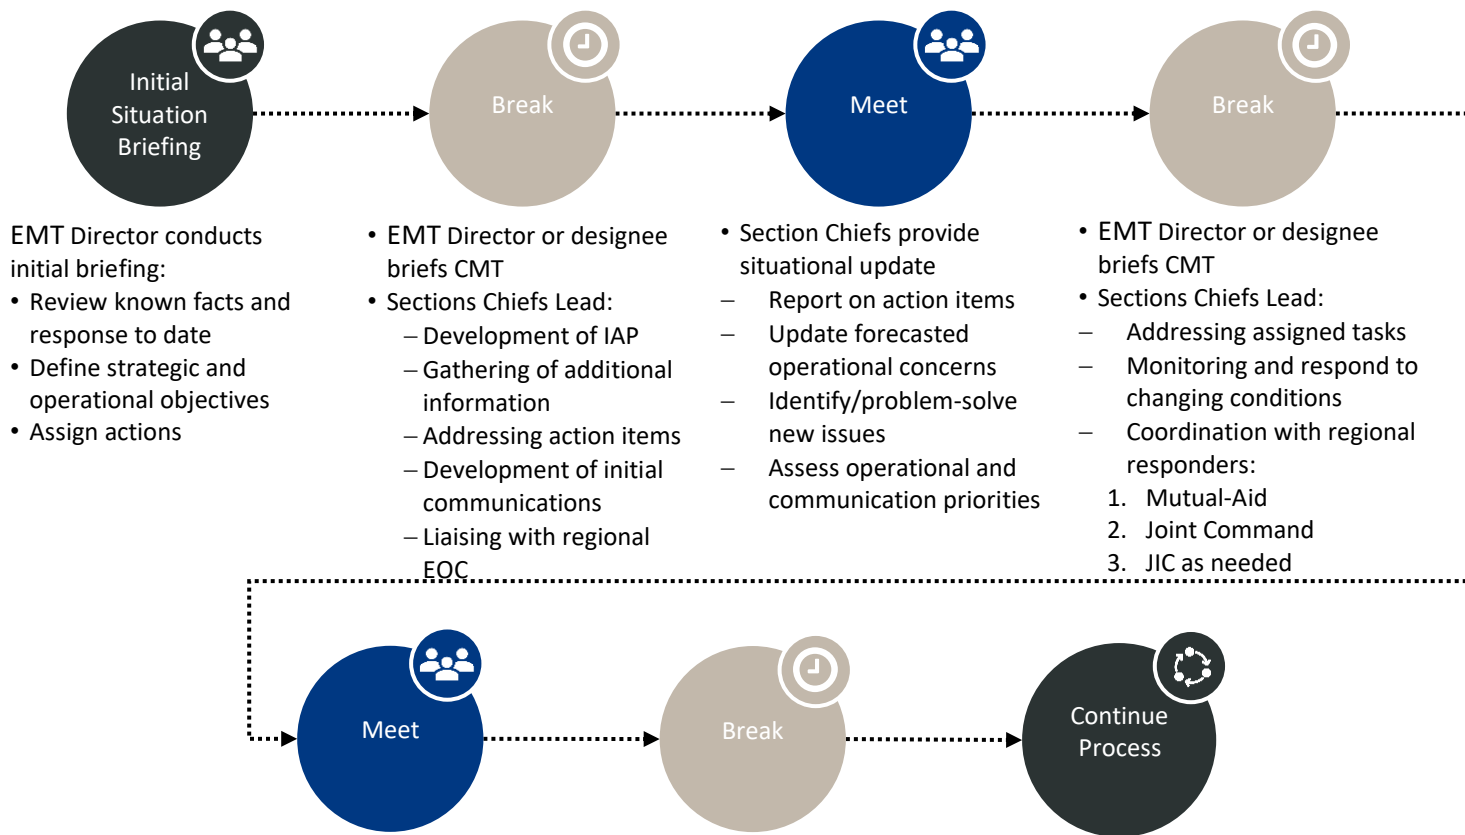 Initial
Situation
Briefing
Break
Meet
Break
EMT Director conducts
initial briefing:
• Review known facts and
response to date
• Define strategic and
operational objectives
• Assign actions
• EMT Director or designee
briefs CMT
• Sections Chiefs Lead:
– Development of IAP
– Gathering of additional
information
– Addressing action items
– Development of initial
communications
– Liaising with regional
EOC
• Section Chiefs provide
situational update
– Report on action items
– Update forecasted
operational concerns
– Identify/problem-solve
new issues
– Assess operational and
communication priorities
• EMT Director or designee
briefs CMT
• Sections Chiefs Lead:
– Addressing assigned tasks
– Monitoring and respond to
changing conditions
– Coordination with regional
responders:
1. Mutual-Aid
2. Joint Command
3. JIC as needed
Meet
Break
Continue
Process